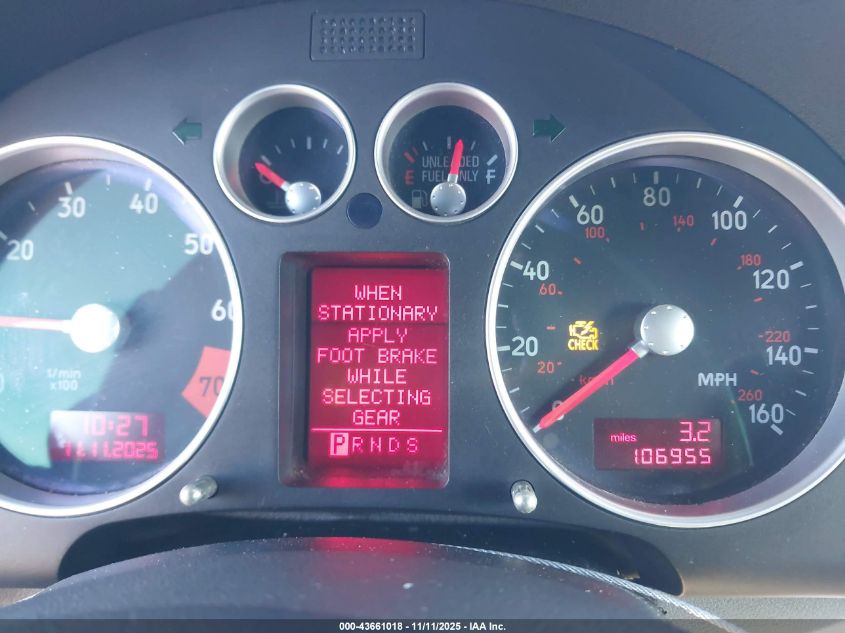 UNLEADED
FUEL ONLY
E
F
20
30
40
50
60
70
1/min
x100
10:27
11.11.2025
WHEN
STATIONARY
APPLY
FOOT BRAKE
WHILE
SELECTING
GEAR
P R N D S
0
20
40
60
80
100
120
140
160
20
60
100
140
180
220
260
km/h
MPH
CHECK
miles 3.2
106955
000-43661018 - 11/11/2025 - IAA Inc.